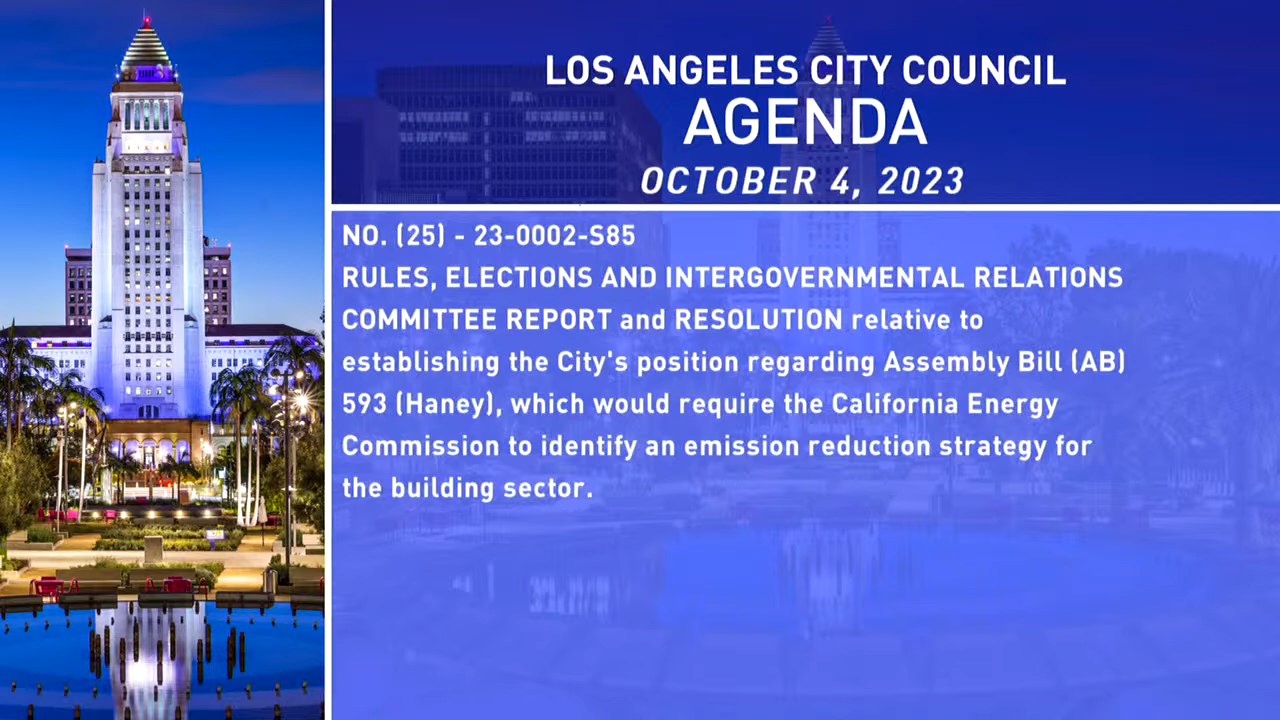 LOS ANGELES CITY COUNCIL
AGENDA
OCTOBER 4, 2023
NO. (25) - 23-0002-S85
RULES, ELECTIONS AND INTERGOVERNMENTAL RELATIONS
COMMITTEE REPORT and RESOLUTION relative to
establishing the City's position regarding Assembly Bill (AB)
593 (Haney), which would require the California Energy
Commission to identify an emission reduction strategy for
the building sector.